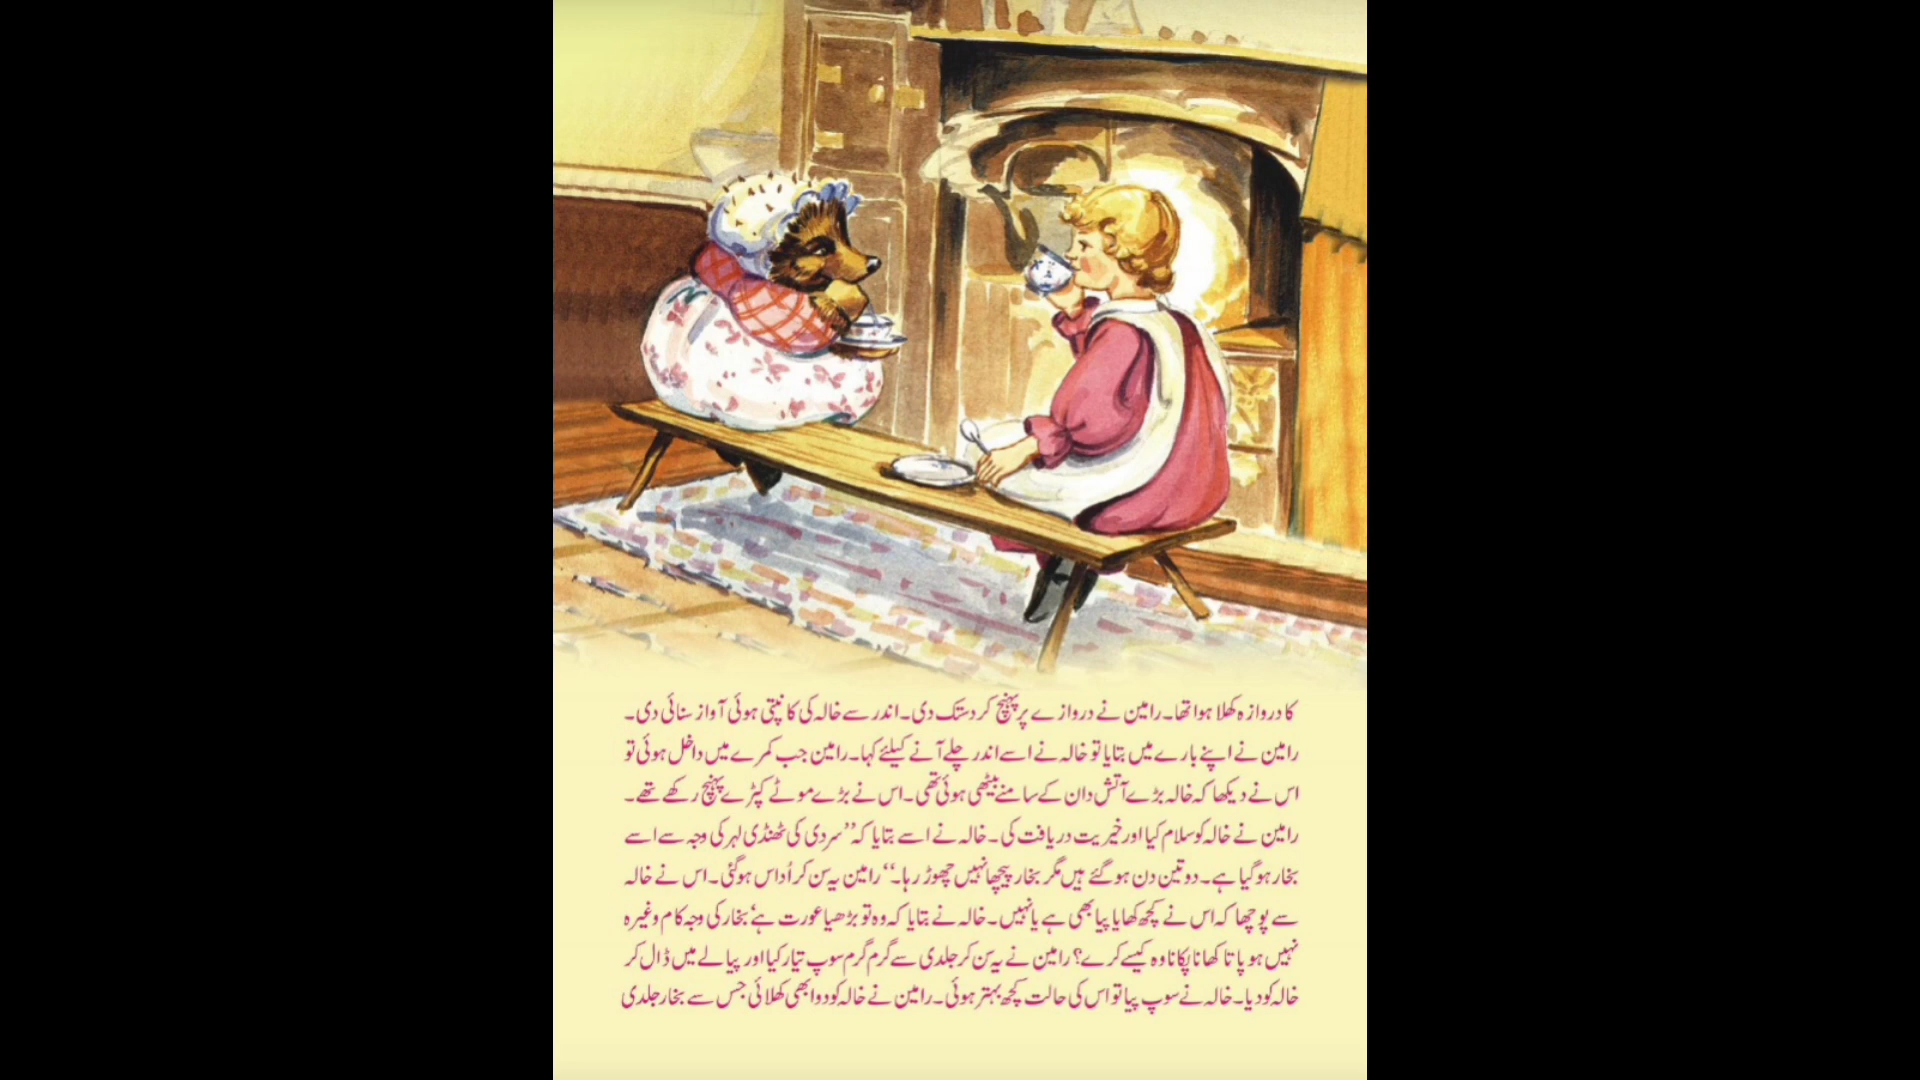 کا دروازہ کھلا ہوا تھا۔ رامین نے دروازے پر پہنچ کر دستک دی۔ اندر سے خالہ کی کانپتی ہوئی آواز سنائی دی۔
رامین نے اپنے بارے میں بتایا تو خالہ نے اسے اندر چلے آنے کیلئے کہا۔ رامین جب کمرے میں داخل ہوئی تو
اس نے دیکھا کہ خالہ بڑے آتش دان کے سامنے بیٹھی ہوئی تھی۔ اس نے بڑے موٹے کپڑے پہنچ رکھے تھے۔
رامین نے خالہ کو سلام کیا اور خیریت دریافت کی۔ خالہ نے اسے بتایا کہ ’’سردی کی ٹھنڈی لہر کی وجہ سے اسے
بخار ہو گیا ہے۔ دو تین دن ہو گئے ہیں مگر بخار پیچھا نہیں چھوڑ رہا۔‘‘ رامین یہ سن کر اُداس ہو گئی۔ اس نے خالہ
سے پوچھا کہ اس نے کچھ کھایا پیا بھی ہے یا نہیں۔ خالہ نے بتایا کہ وہ تو بڑھیا عورت ہے‘ بخار کی وجہ کام وغیرہ
نہیں ہو پاتا کھانا پکانا وہ کیسے کرے؟ رامین نے یہ سن کر جلدی سے گرم گرم سوپ تیار کیا اور پیالے میں ڈال کر
خالہ کو دیا۔ خالہ نے سوپ پیا تو اس کی حالت کچھ بہتر ہوئی۔ رامین نے خالہ کو دوا بھی کھلائی جس سے بخار جلدی